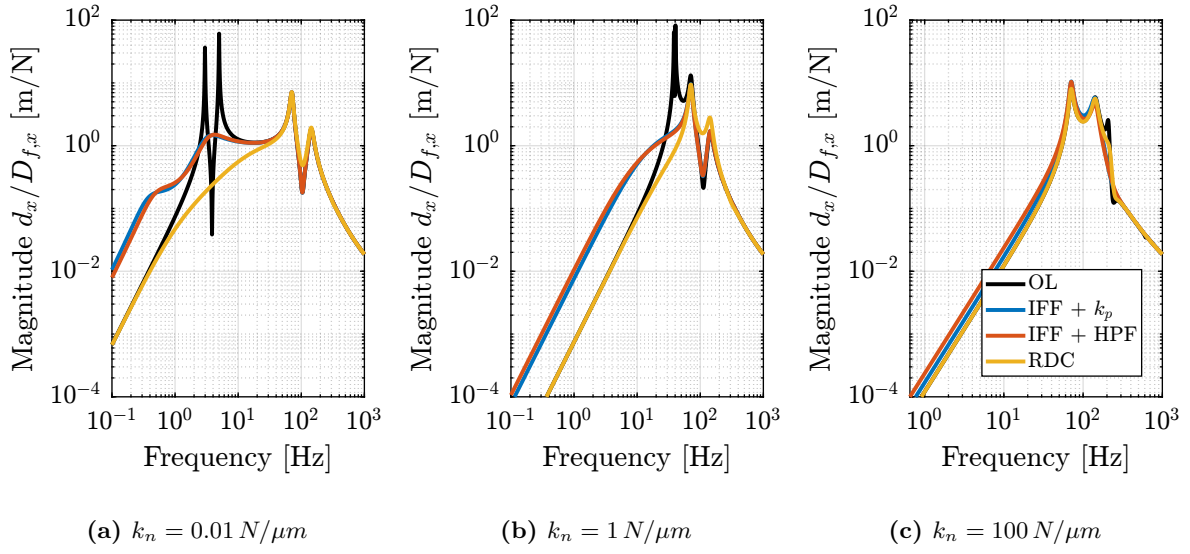 Magnitude d_x/D_{f,x} [m/N]
10^2
10^0
10^{-2}
10^{-4}
10^{-1} 10^0 10^1 10^2 10^3
Frequency [Hz]
(a) k_n = 0.01 N/μm
Magnitude d_x/D_{f,x} [m/N]
10^2
10^0
10^{-2}
10^{-4}
10^{-1} 10^0 10^1 10^2 10^3
Frequency [Hz]
(b) k_n = 1 N/μm
Magnitude d_x/D_{f,x} [m/N]
10^2
10^0
10^{-2}
10^{-4}
OL
IFF + k_p
IFF + HPF
RDC
10^0 10^1 10^2 10^3
Frequency [Hz]
(c) k_n = 100 N/μm